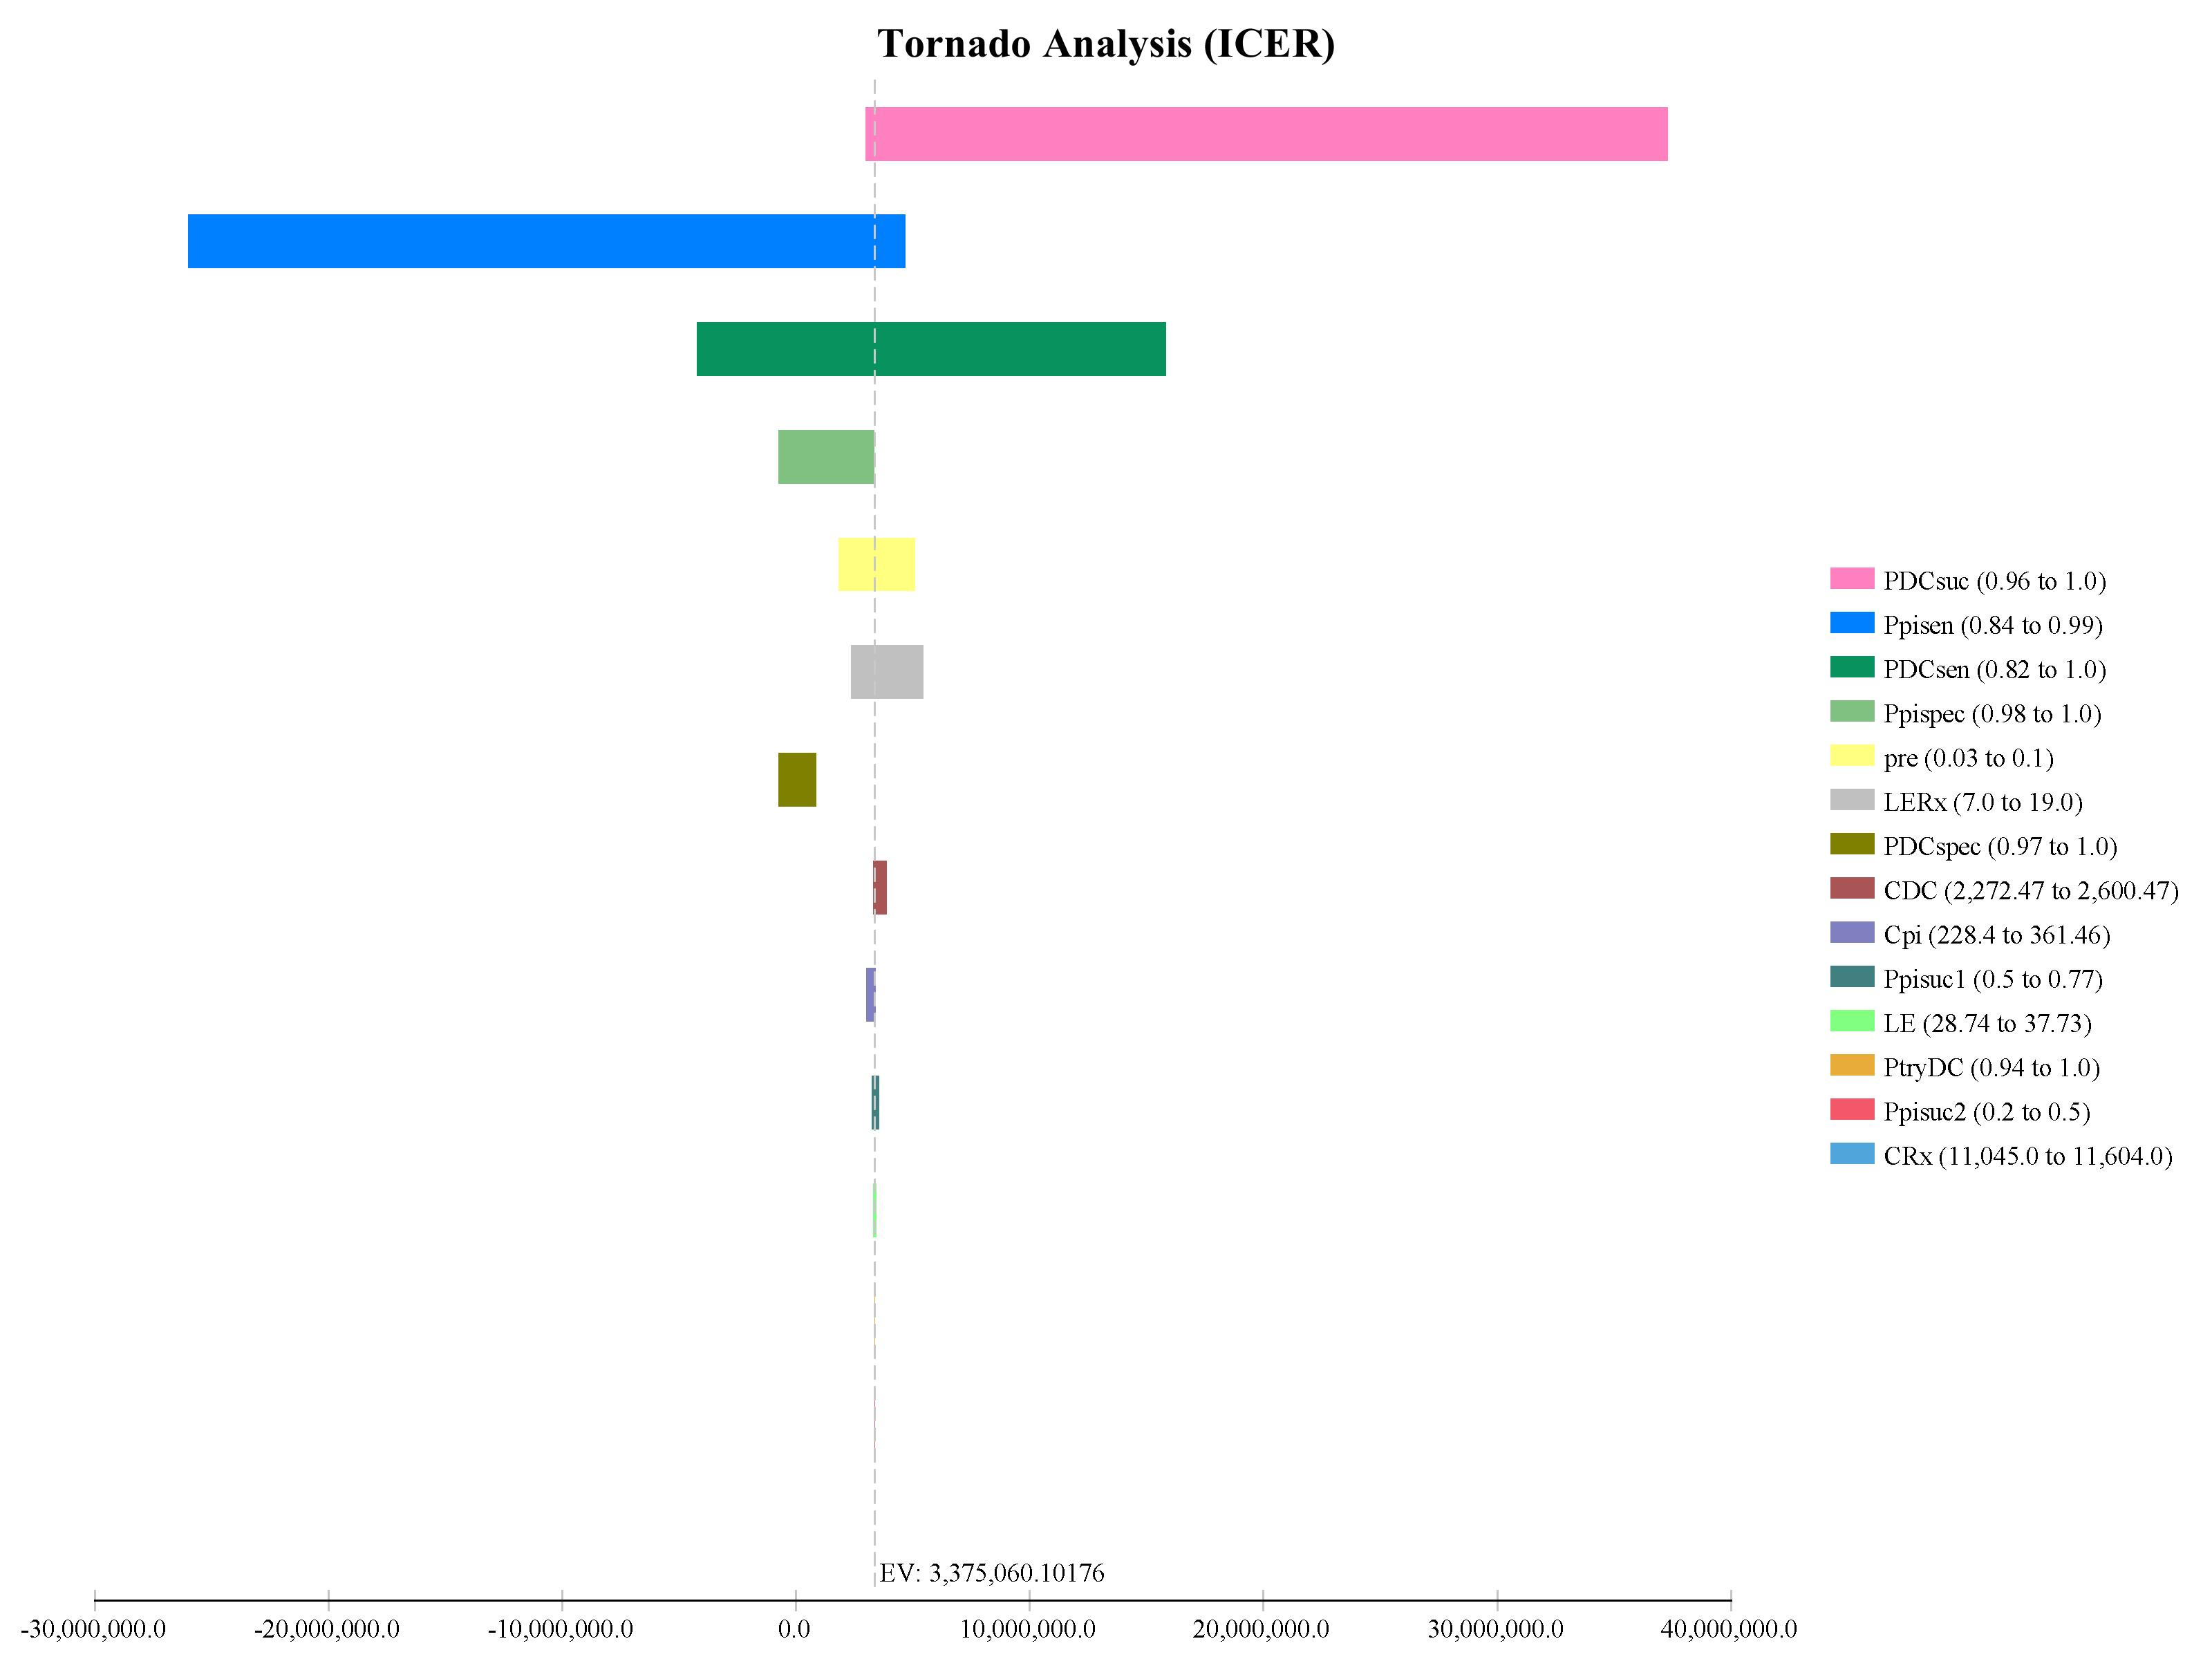 Tornado Analysis (ICER)
PDCsuc (0.96 to 1.0)
Ppisen (0.84 to 0.99)
PDCsen (0.82 to 1.0)
Ppispec (0.98 to 1.0)
pre (0.03 to 0.1)
LERx (7.0 to 19.0)
PDCspec (0.97 to 1.0)
CDC (2,272.47 to 2,600.47)
Cpi (228.4 to 361.46)
Ppisuc1 (0.5 to 0.77)
LE (28.74 to 37.73)
PtryDC (0.94 to 1.0)
Ppisuc2 (0.2 to 0.5)
CRx (11,045.0 to 11,604.0)
EV: 3,375,060.10176
-30,000,000.0 -20,000,000.0 -10,000,000.0 0.0 10,000,000.0 20,000,000.0 30,000,000.0 40,000,000.0